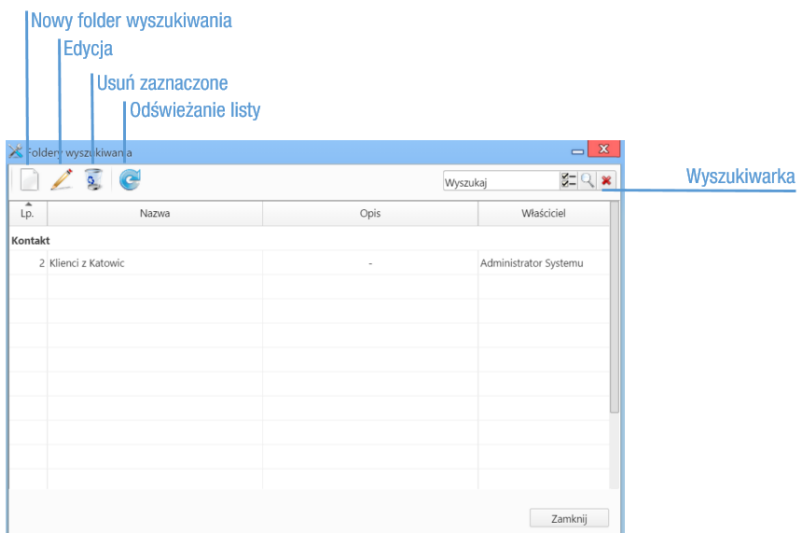 Nowy folder wyszukiwania
Edycja
Usuń zaznaczone
Odświeżanie listy
Foldery wyszukiwania
Wyszukaj
Wyszukiwarka
Lp. Nazwa Opis Właściciel
Kontakt
2 Klienci z Katowic - Administrator Systemu
Zamknij